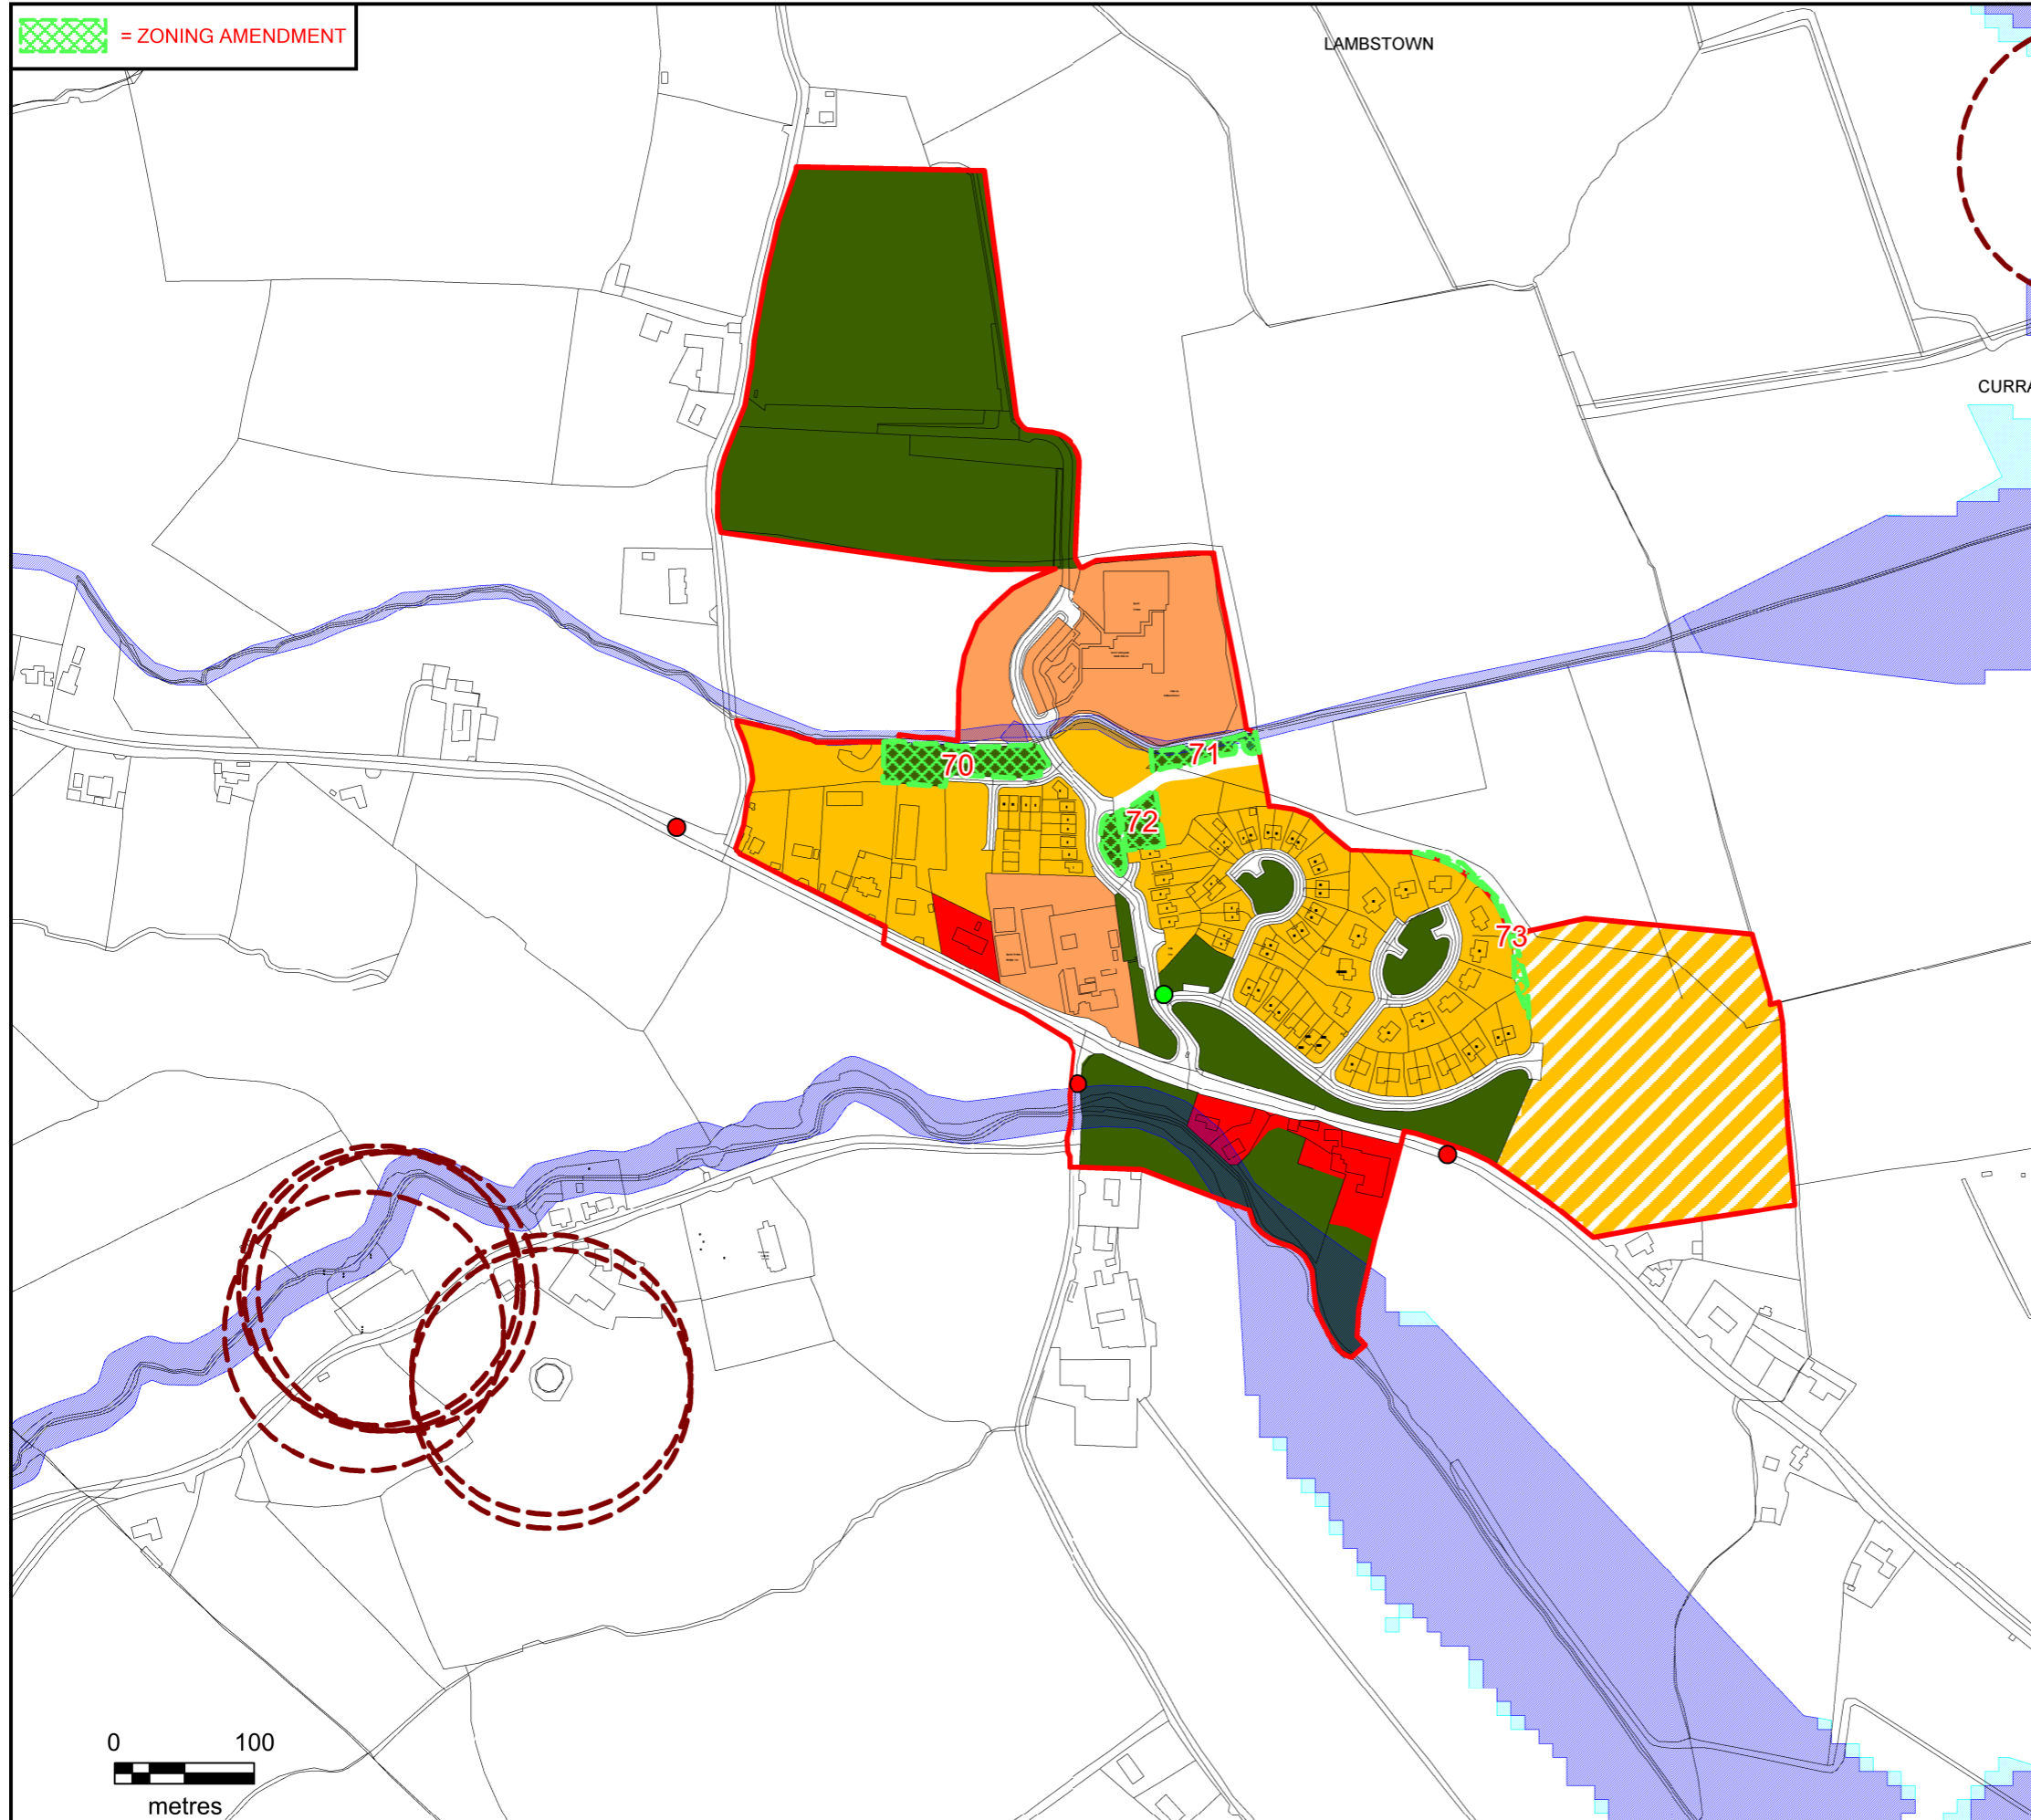 = ZONING AMENDMENT
LAMBSTOWN
CURRA
70
71
72
73
0 100
metres